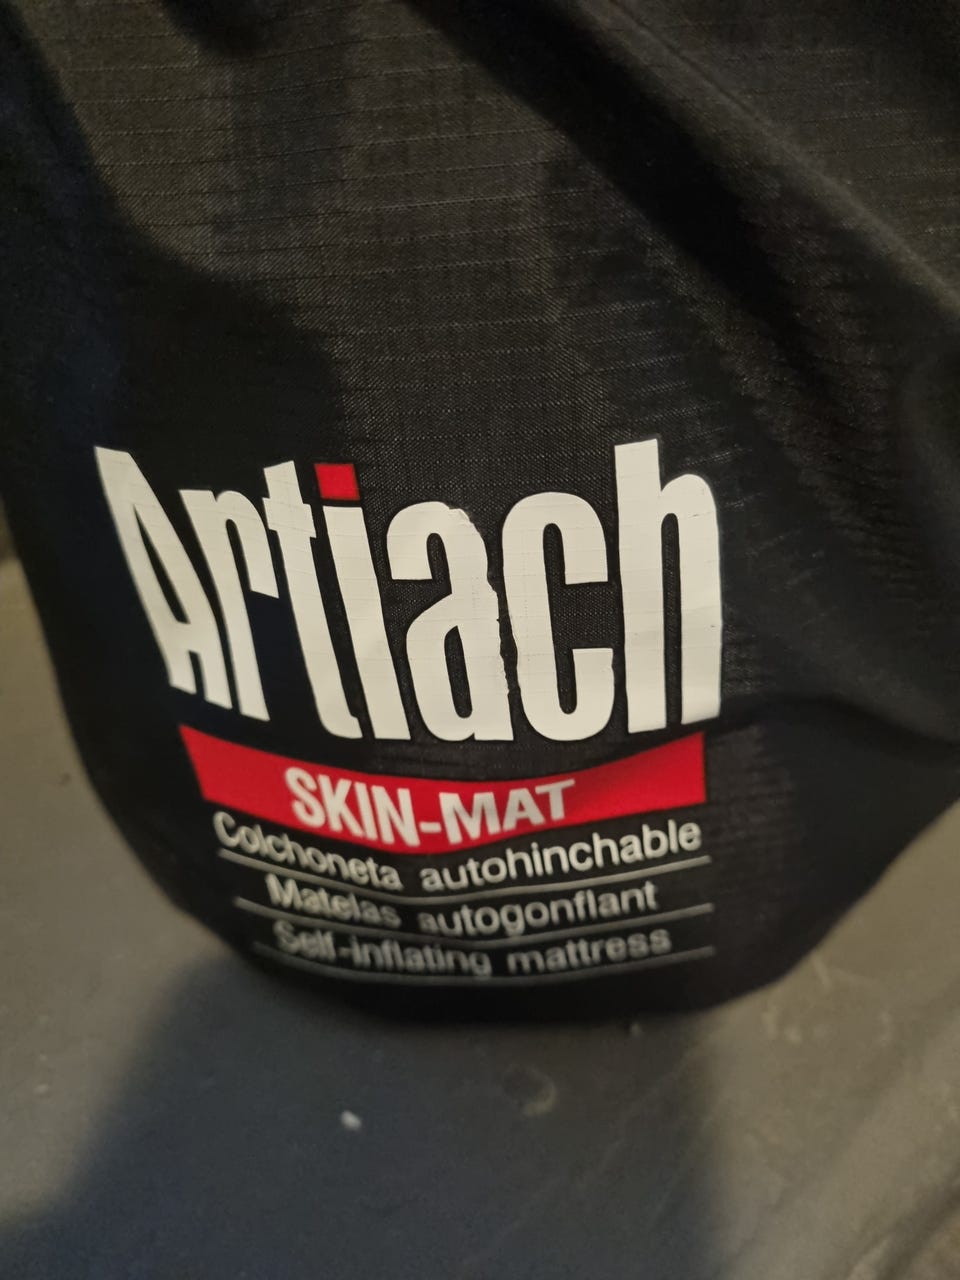 Artiach
SKIN-MAT
Colchoneta autohinchable
Matelas autogonflant
Self-inflating mattress